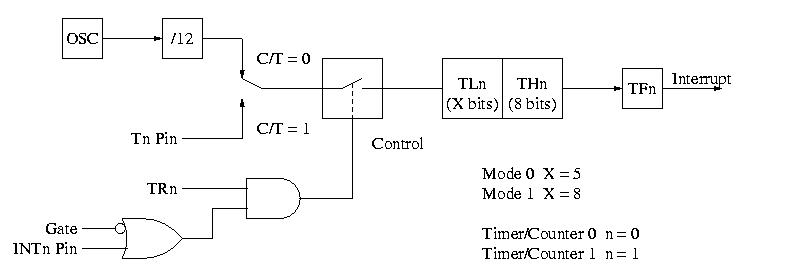 OSC
/12
C/T = 0
TLn
(X bits)
THn
(8 bits)
TFn
Interrupt
Tn Pin
C/T = 1
Control
TRn
Mode 0 X = 5
Mode 1 X = 8
Gate
INTn Pin
Timer/Counter 0 n = 0
Timer/Counter 1 n = 1